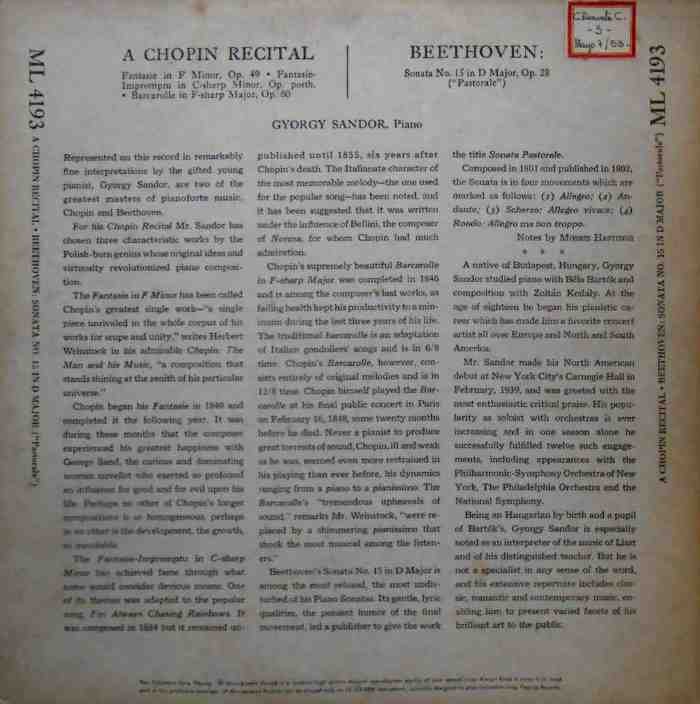 C. Danvila C.
- 3 -
Mayo 7/53.
ML 4193
A CHOPIN RECITAL • BEETHOVEN: SONATA NO. 15 IN D MAJOR ("Pastorale")
A CHOPIN RECITAL
Fantasie in F Minor, Op. 49 • Fantasie-
Impromptu in C-sharp Minor, Op. posth.
• Barcarolle in F-sharp Major, Op. 60
BEETHOVEN:
Sonata No. 15 in D Major, Op. 28
("Pastorale")
GYORGY SANDOR, Piano
Represented on this record in remarkably
fine interpretations by the gifted young
pianist, Gyorgy Sandor, are two of the
greatest masters of pianoforte music,
Chopin and Beethoven.
For his Chopin Recital Mr. Sandor has
chosen three characteristic works by the
Polish-born genius whose original ideas and
virtuosity revolutionized piano composi-
tion.
The Fantasie in F Minor has been called
Chopin's greatest single work—"a single
piece unrivaled in the whole corpus of his
works for scope and unity," writes Herbert
Weinstock in his admirable Chopin: The
Man and his Music, "a composition that
stands shining at the zenith of his particular
universe."
Chopin began his Fantasie in 1840 and
completed it the following year. It was
during these months that the composer
experienced his greatest happiness with
George Sand, the curious and dominating
woman novelist who exerted so profound
an influence for good and for evil upon his
life. Perhaps no other of Chopin's longer
compositions is so homogeneous, perhaps
in no other is the development, the growth,
so inevitable.
The Fantasie-Impromptu in C-sharp
Minor has achieved fame through what
some would consider devious means. One
of its themes was adapted to the popular
song, I'm Always Chasing Rainbows. It
was composed in 1834 but it remained un-
published until 1855, six years after
Chopin's death. The Italianate character of
the most memorable melody—the one used
for the popular song—has been noted, and
it has been suggested that it was written
under the influence of Bellini, the composer
of Norma, for whom Chopin had much
admiration.
Chopin's supremely beautiful Barcarolle
in F-sharp Major was completed in 1846
and is among the composer's last works, as
failing health kept his productivity to a min-
imum during the last three years of his life.
The traditional barcarolle is an adaptation
of Italian gondoliers' songs and is in 6/8
time. Chopin's Barcarolle, however, con-
sists entirely of original melodies and is in
12/8 time. Chopin himself played the Bar-
carolle at his final public concert in Paris
on February 16, 1848, some twenty months
before he died. Never a pianist to produce
great torrents of sound, Chopin, ill and weak
as he was, seemed even more restrained in
his playing than ever before, his dynamics
ranging from a piano to a pianissimo. The
Barcarolle's "tremendous upheavals of
sound," remarks Mr. Weinstock, "were re-
placed by a shimmering pianissimo that
shook the most musical among the listen-
ers."
Beethoven's Sonata No. 15 in D Major is
among the most relaxed, the most undis-
turbed of his Piano Sonatas. Its gentle, lyric
qualities, the peasant humor of the final
movement, led a publisher to give the work
the title Sonata Pastorale.
Composed in 1801 and published in 1802,
the Sonata is in four movements which are
marked as follows: (1) Allegro; (2) An-
dante; (3) Scherzo: Allegro vivace; (4)
Rondo: Allegro ma non troppo.
Notes by MORRIS HASTINGS
* * *
A native of Budapest, Hungary, Gyorgy
Sandor studied piano with Béla Bartók and
composition with Zoltán Kodály. At the
age of eighteen he began his pianistic ca-
reer which has made him a favorite concert
artist all over Europe and North and South
America.
Mr. Sandor made his North American
debut at New York City's Carnegie Hall in
February, 1939, and was greeted with the
most enthusiastic critical praise. His popu-
larity as soloist with orchestras is ever
increasing and in one season alone he
successfully fulfilled twelve such engage-
ments, including appearances with the
Philharmonic-Symphony Orchestra of New
York, The Philadelphia Orchestra and the
National Symphony.
Being an Hungarian by birth and a pupil
of Bartók's, Gyorgy Sandor is especially
noted as an interpreter of the music of Liszt
and of his distinguished teacher. But he is
not a specialist in any sense of the word,
and his extensive repertoire includes clas-
sic, romantic and contemporary music, en-
abling him to present varied facets of his
brilliant art to the public.
ML 4193
A CHOPIN RECITAL • BEETHOVEN: SONATA NO. 15 IN D MAJOR ("Pastorale")